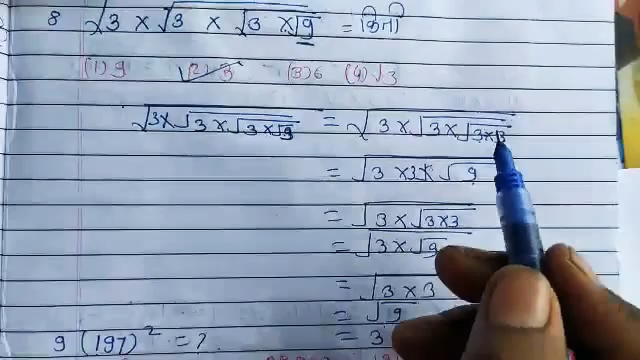 8 √3 × √3 × √3 × √9 = किती
(1) 9 (2) 3 (3) 6 (4) √3
√3 × √3 × √3 × √9 = √3 × √3 × √3 × 3
= √3 × 3 × √9
= √3 × √3 × 3
= √3 × √9
= √3 × 3
= √9
9 (197)² = ? = 3